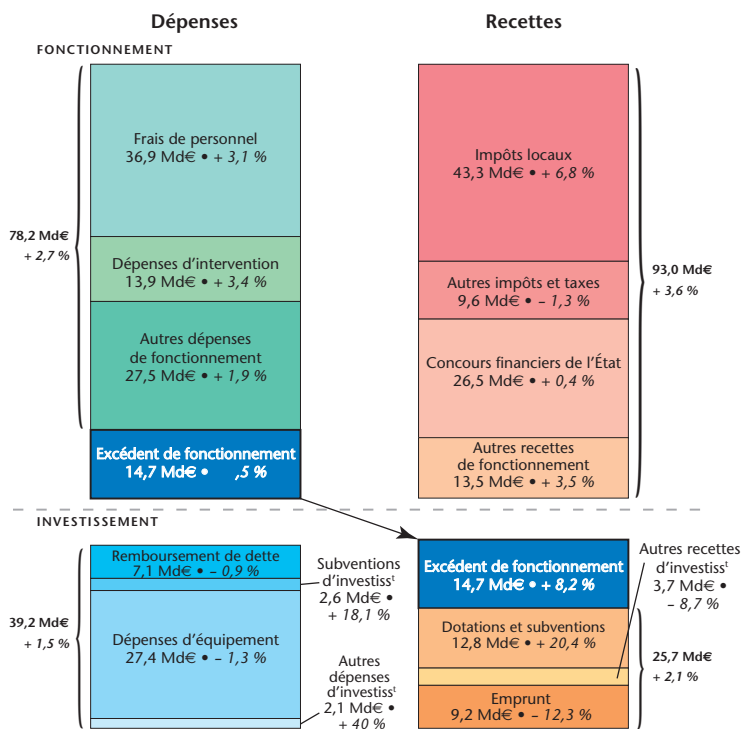 Dépenses
Recettes
FONCTIONNEMENT
Frais de personnel
36,9 Md€ • + 3,1 %
Dépenses d'intervention
13,9 Md€ • + 3,4 %
Autres dépenses
de fonctionnement
27,5 Md€ • + 1,9 %
78,2 Md€
+ 2,7 %
Excédent de fonctionnement
14,7 Md€ • ,5 %
Impôts locaux
43,3 Md€ • + 6,8 %
Autres impôts et taxes
9,6 Md€ • – 1,3 %
Concours financiers de l'État
26,5 Md€ • + 0,4 %
Autres recettes
de fonctionnement
13,5 Md€ • + 3,5 %
93,0 Md€
+ 3,6 %
INVESTISSEMENT
Remboursement de dette
7,1 Md€ • – 0,9 %
Subventions
d'investissᵗ
2,6 Md€ •
+ 18,1 %
Dépenses d'équipement
27,4 Md€ • – 1,3 %
Autres
dépenses
d'investissᵗ
2,1 Md€ •
+ 40 %
39,2 Md€
+ 1,5 %
Excédent de fonctionnement
14,7 Md€ • + 8,2 %
Dotations et subventions
12,8 Md€ • + 20,4 %
Autres recettes
d'investissᵗ
3,7 Md€ •
– 8,7 %
Emprunt
9,2 Md€ • – 12,3 %
25,7 Md€
+ 2,1 %